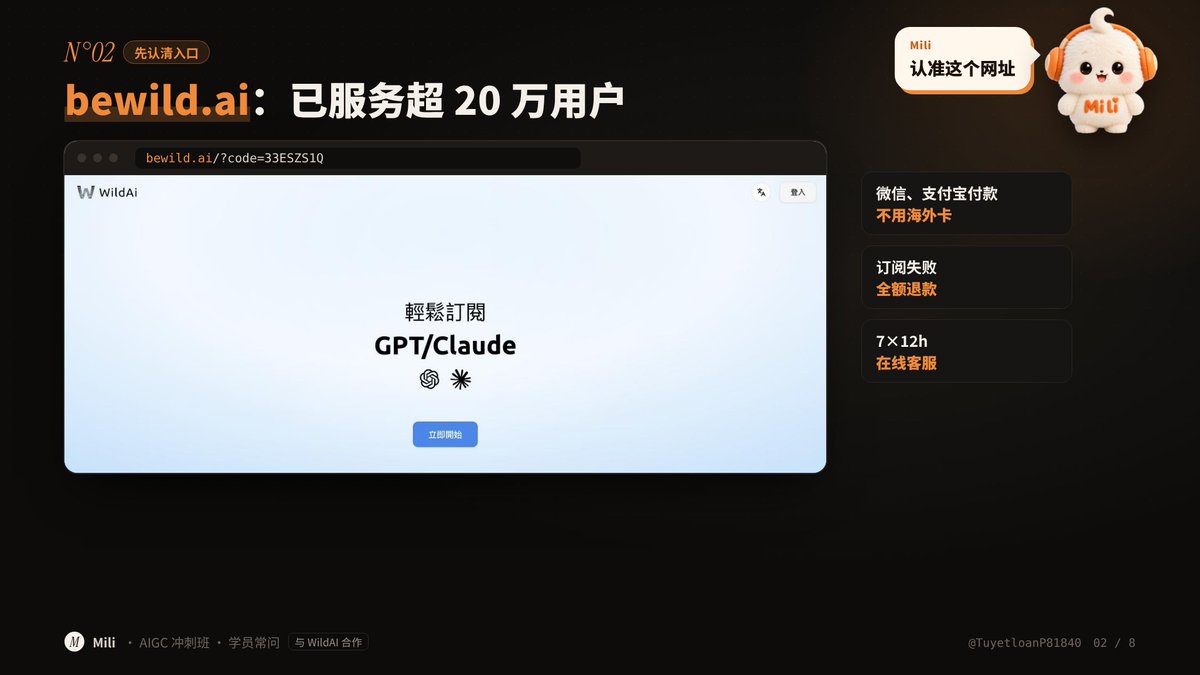 N°02 先认清入口
bewild.ai：已服务超 20 万用户
Mili
认准这个网址
Mili
bewild.ai/?code=33ESZS1Q
W WildAi
登入
輕鬆訂閱
GPT/Claude
立即開始
微信、支付宝付款
不用海外卡
订阅失败
全额退款
7×12h
在线客服
M Mili · AIGC 冲刺班 · 学员常问 与 WildAI 合作
@TuyetloanP81840 02 / 8